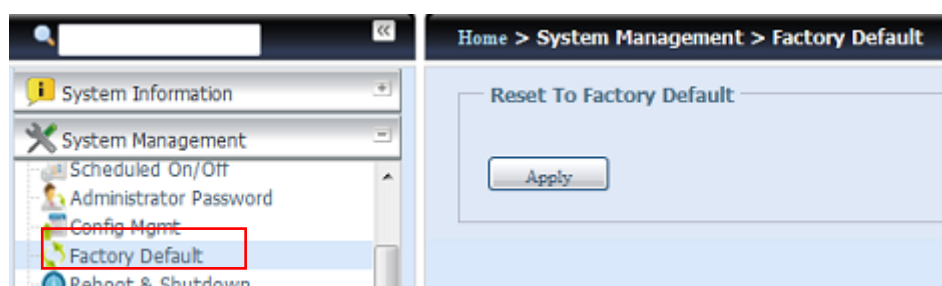 Home > System Management > Factory Default
System Information
System Management
Scheduled On/Off
Administrator Password
Config Mgmt
Factory Default
Reboot & Shutdown
Reset To Factory Default
Apply